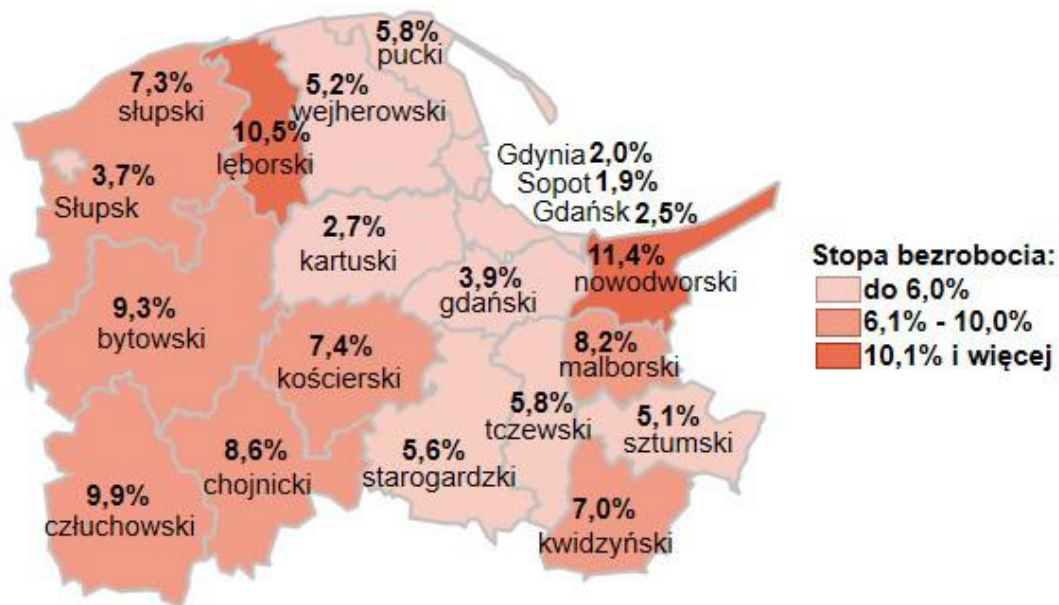 5,8%
pucki
7,3%
słupski
5,2%
wejherowski
10,5%
lęborski
Gdynia 2,0%
Sopot 1,9%
Gdańsk 2,5%
3,7%
Słupsk
2,7%
kartuski
3,9%
gdański
11,4%
nowodworski
Stopa bezrobocia:
do 6,0%
6,1% - 10,0%
10,1% i więcej
9,3%
bytowski
7,4%
kościerski
8,2%
malborski
5,8%
tczewski
5,1%
sztumski
8,6%
chojnicki
5,6%
starogardzki
9,9%
człuchowski
7,0%
kwidzyński